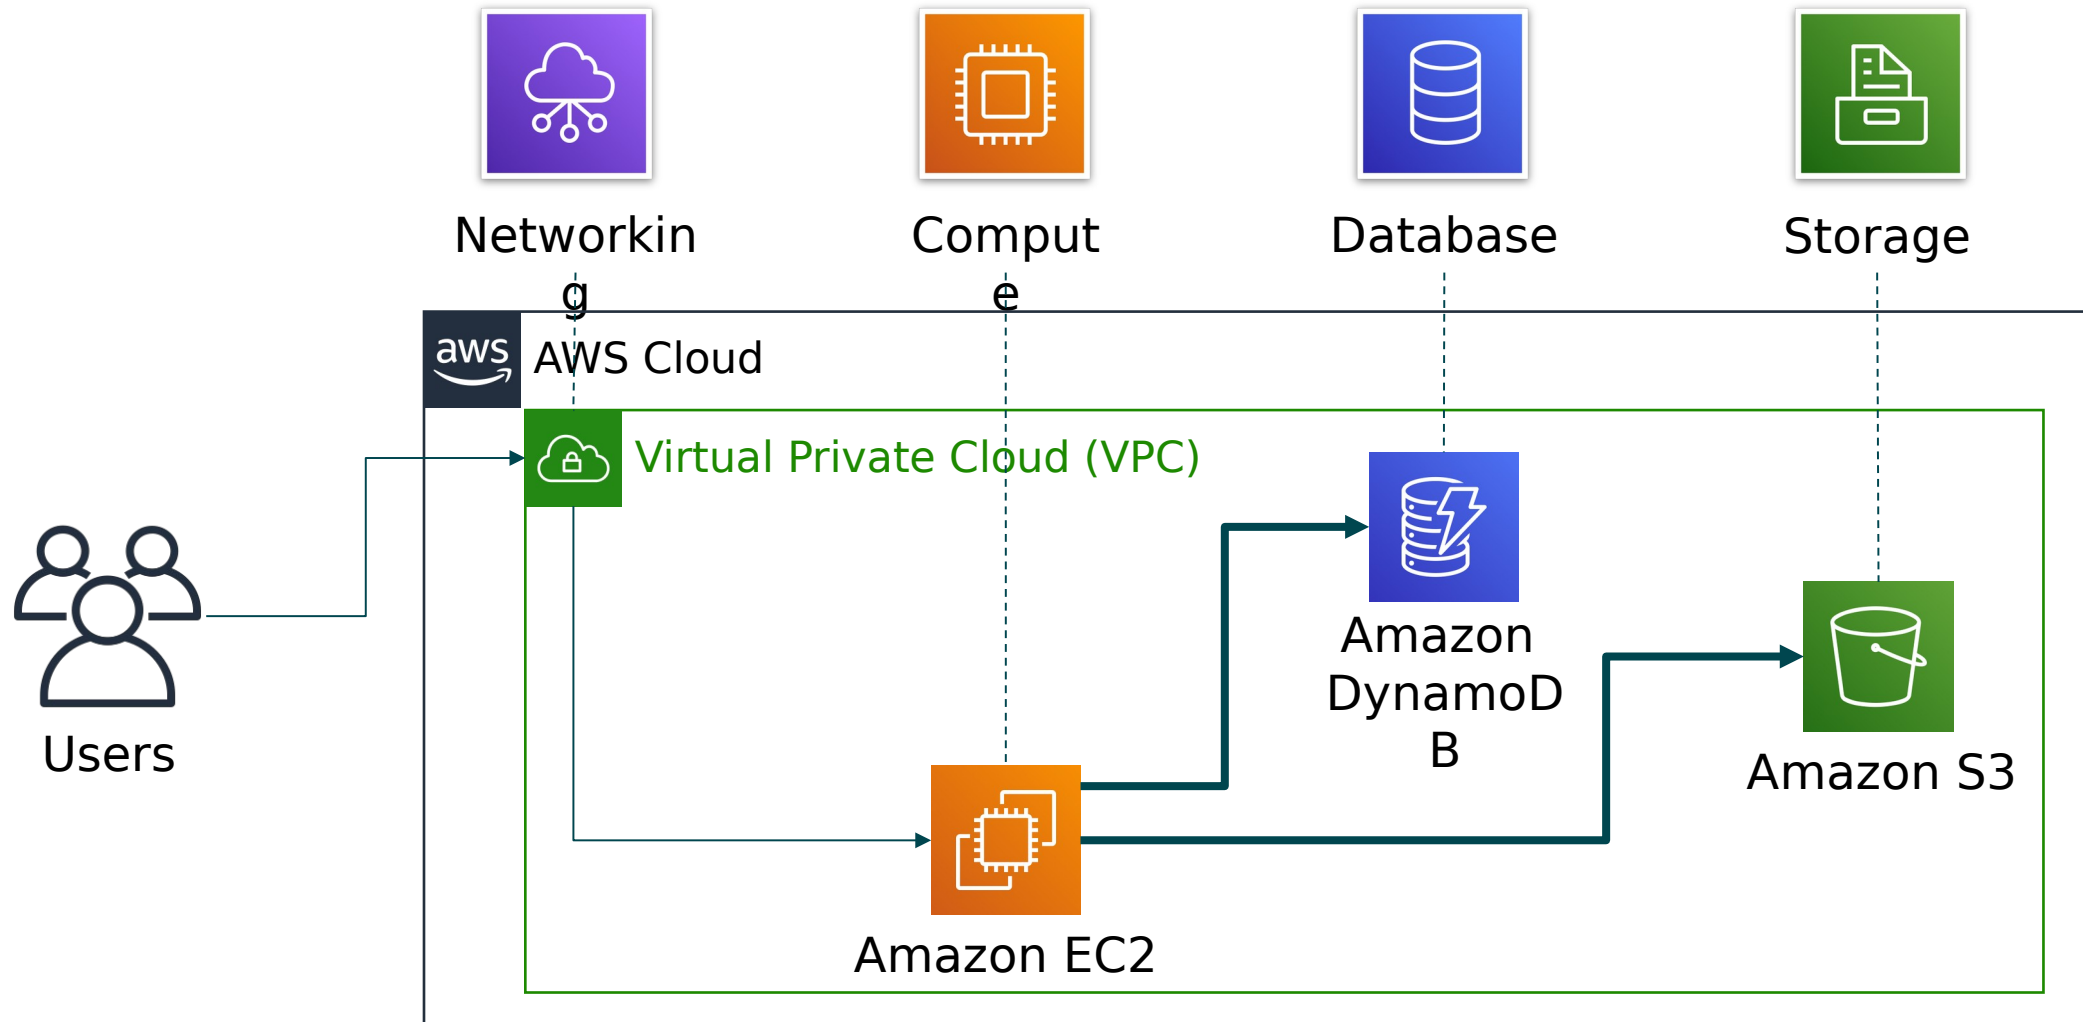 Networkin
g
Comput
e
Database
Storage
aws
AWS Cloud
Virtual Private Cloud (VPC)
Users
Amazon
DynamoD
B
Amazon S3
Amazon EC2